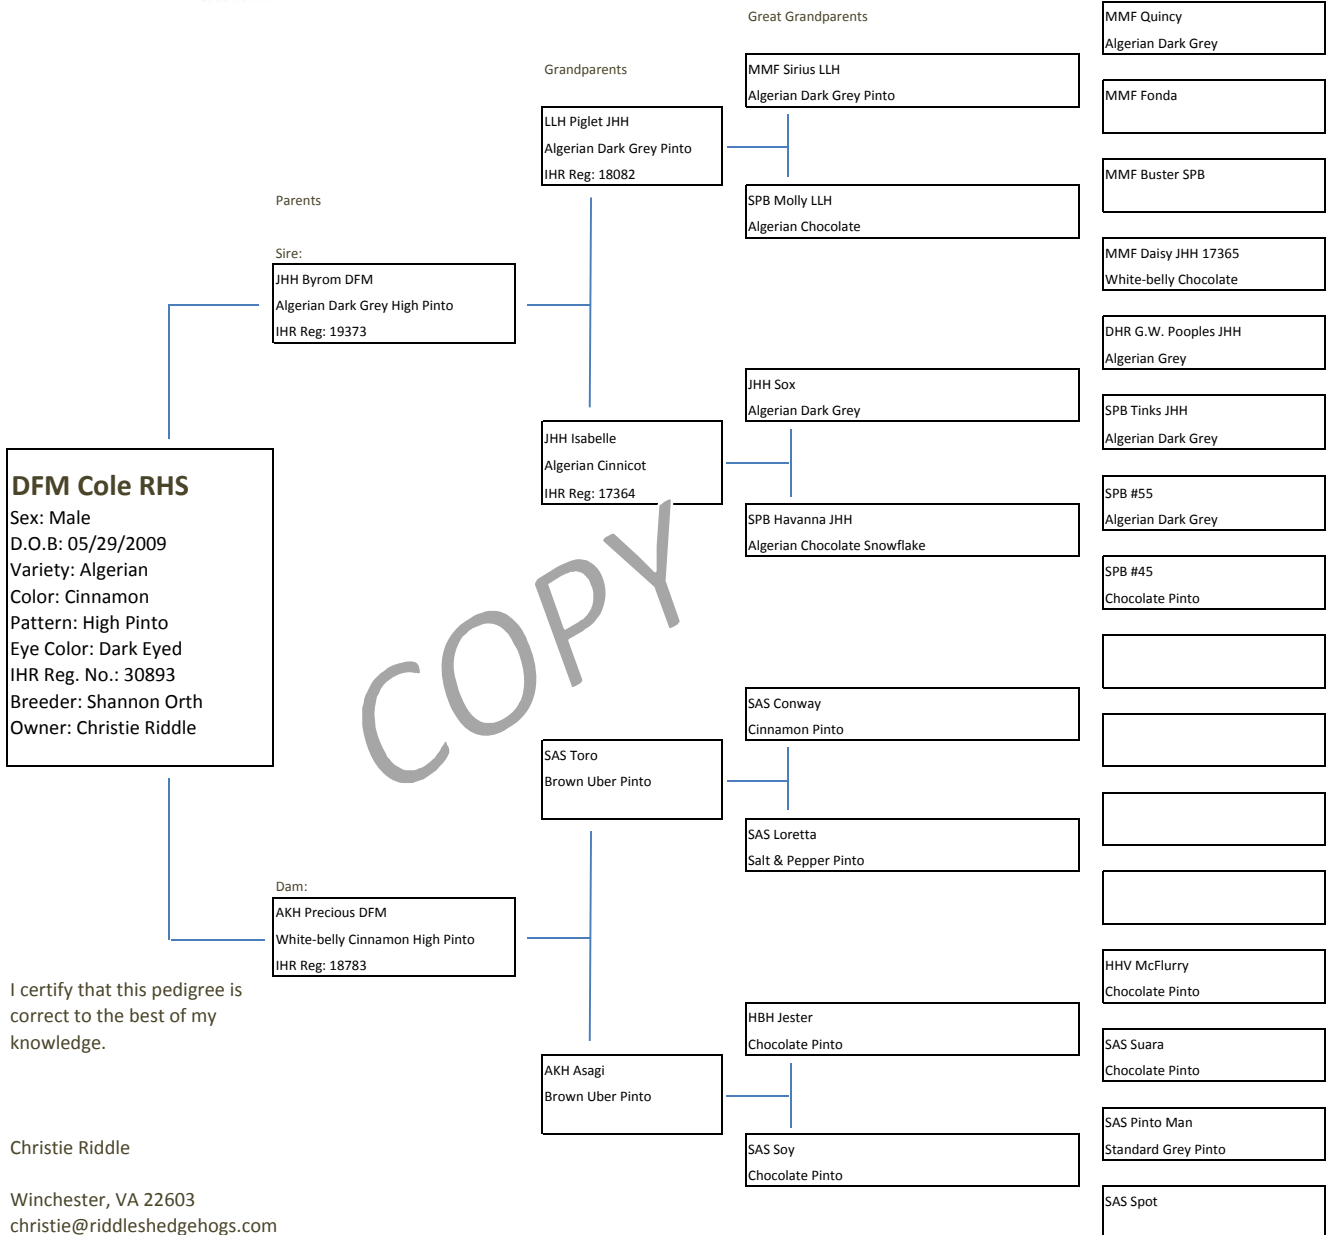 Great Grandparents
Grandparents
Parents
Sire:
DFM Cole RHS
Sex: Male
D.O.B: 05/29/2009
Variety: Algerian
Color: Cinnamon
Pattern: High Pinto
Eye Color: Dark Eyed
IHR Reg. No.: 30893
Breeder: Shannon Orth
Owner: Christie Riddle
JHH Byrom DFM
Algerian Dark Grey High Pinto
IHR Reg: 19373
Dam:
AKH Precious DFM
White-belly Cinnamon High Pinto
IHR Reg: 18783
LLH Piglet JHH
Algerian Dark Grey Pinto
IHR Reg: 18082
JHH Isabelle
Algerian Cinnicot
IHR Reg: 17364
SAS Toro
Brown Uber Pinto
AKH Asagi
Brown Uber Pinto
MMF Sirius LLH
Algerian Dark Grey Pinto
SPB Molly LLH
Algerian Chocolate
JHH Sox
Algerian Dark Grey
SPB Havanna JHH
Algerian Chocolate Snowflake
SAS Conway
Cinnamon Pinto
SAS Loretta
Salt & Pepper Pinto
HBH Jester
Chocolate Pinto
SAS Soy
Chocolate Pinto
MMF Quincy
Algerian Dark Grey
MMF Fonda
MMF Buster SPB
MMF Daisy JHH 17365
White-belly Chocolate
DHR G.W. Pooples JHH
Algerian Grey
SPB Tinks JHH
Algerian Dark Grey
SPB #55
Algerian Dark Grey
SPB #45
Chocolate Pinto
HHV McFlurry
Chocolate Pinto
SAS Suara
Chocolate Pinto
SAS Pinto Man
Standard Grey Pinto
SAS Spot
COPY
I certify that this pedigree is
correct to the best of my
knowledge.
Christie Riddle
Winchester, VA 22603
christie@riddleshedgehogs.com